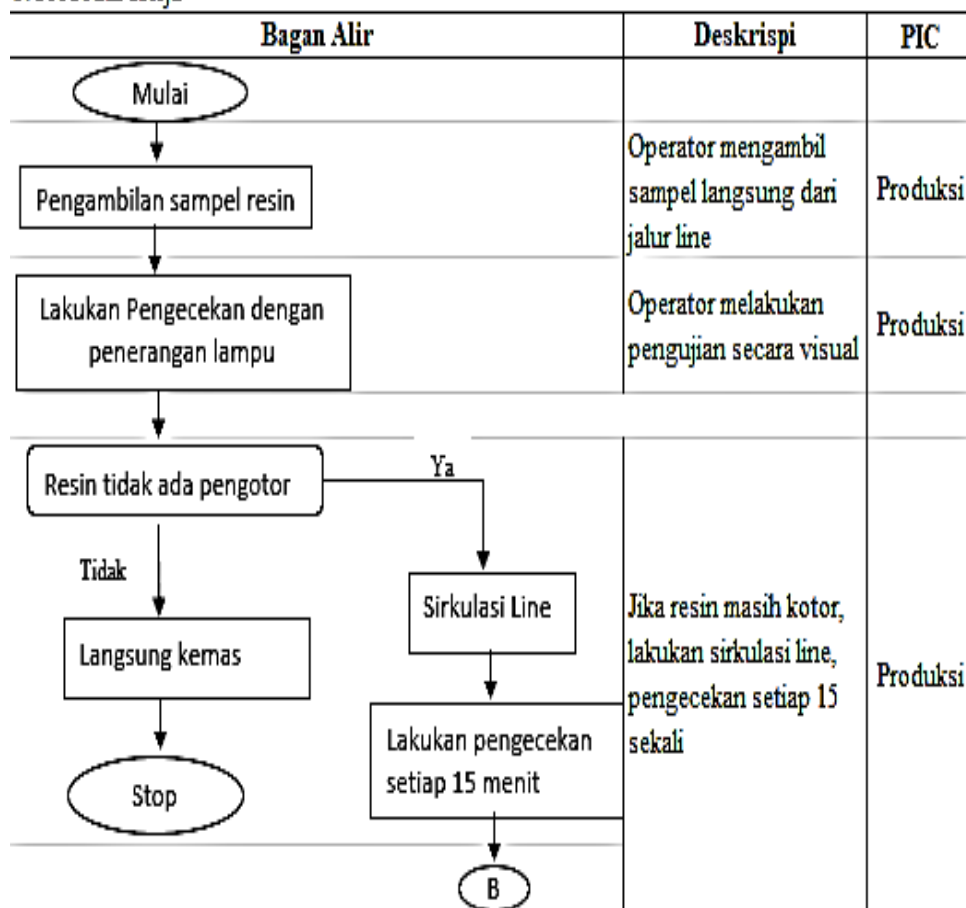 Bagan Alir
Deskrispi
PIC
Mulai
Pengambilan sampel resin
Operator mengambil
sampel langsung dari
jalur line
Produksi
Lakukan Pengecekan dengan
penerangan lampu
Operator melakukan
pengujian secara visual
Produksi
Resin tidak ada pengotor
Ya
Tidak
Langsung kemas
Stop
Sirkulasi Line
Lakukan pengecekan
setiap 15 menit
B
Jika resin masih kotor,
lakukan sirkulasi line,
pengecekan setiap 15
sekali
Produksi